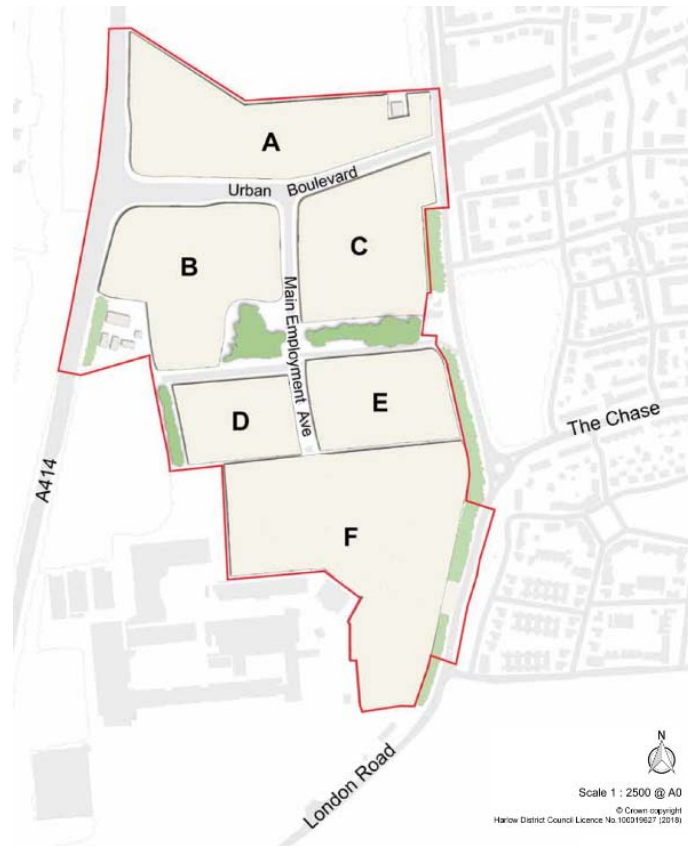 A
Urban Boulevard
B
C
Main Employment Ave
D
E
The Chase
A414
F
London Road
N
Scale 1 : 2500 @ A0
© Crown copyright
Harlow District Council Licence No.100019627 (2018)